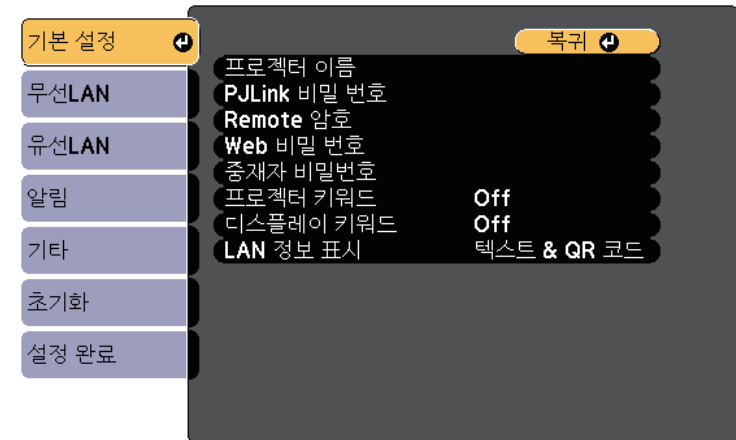 기본 설정
무선LAN
유선LAN
알림
기타
초기화
설정 완료
복귀
프로젝터 이름
PJLink 비밀 번호
Remote 암호
Web 비밀 번호
중재자 비밀번호
프로젝터 키워드 Off
디스플레이 키워드 Off
LAN 정보 표시 텍스트 & QR 코드